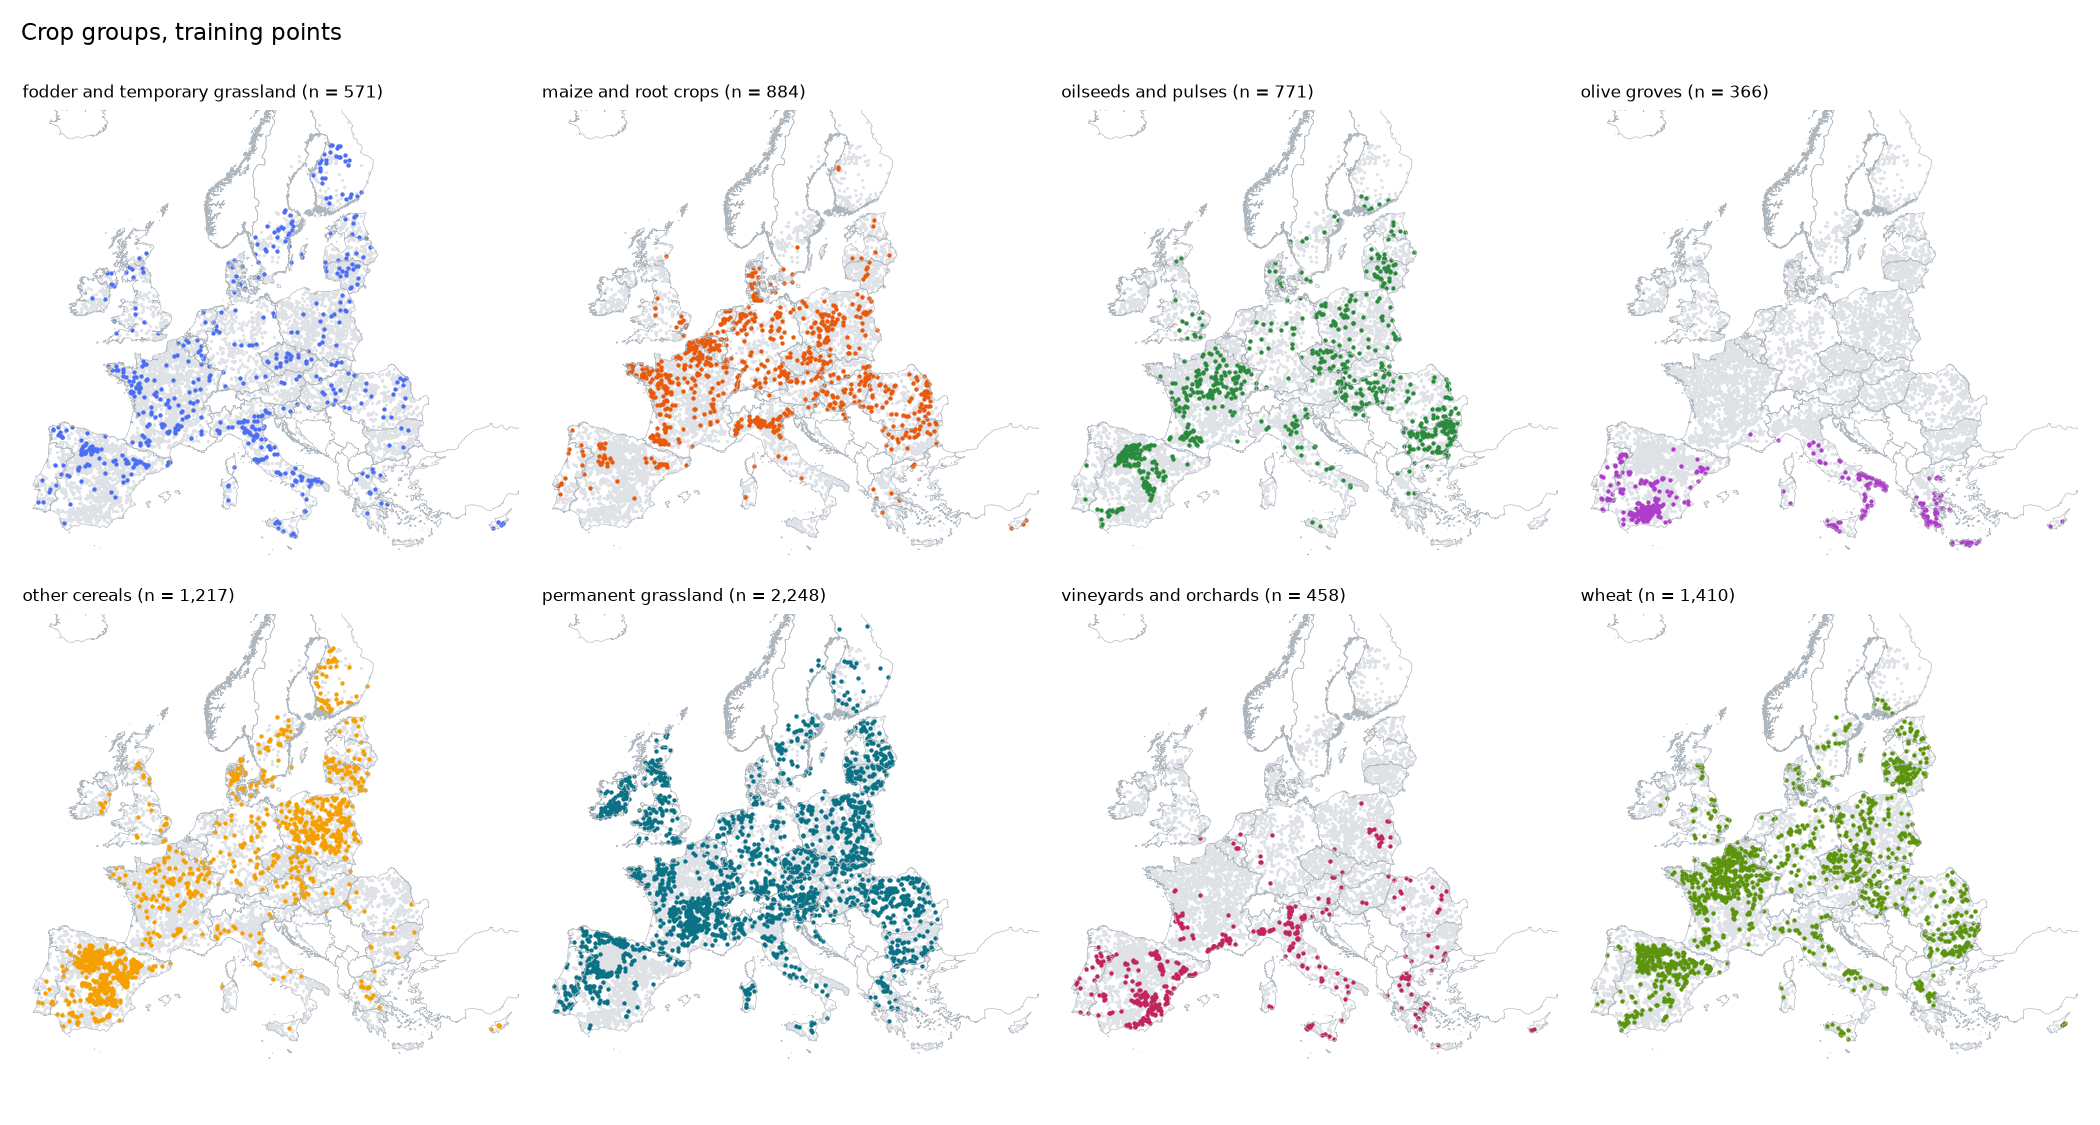 Crop groups, training points
fodder and temporary grassland (n = 571)
maize and root crops (n = 884)
oilseeds and pulses (n = 771)
olive groves (n = 366)
other cereals (n = 1,217)
permanent grassland (n = 2,248)
vineyards and orchards (n = 458)
wheat (n = 1,410)